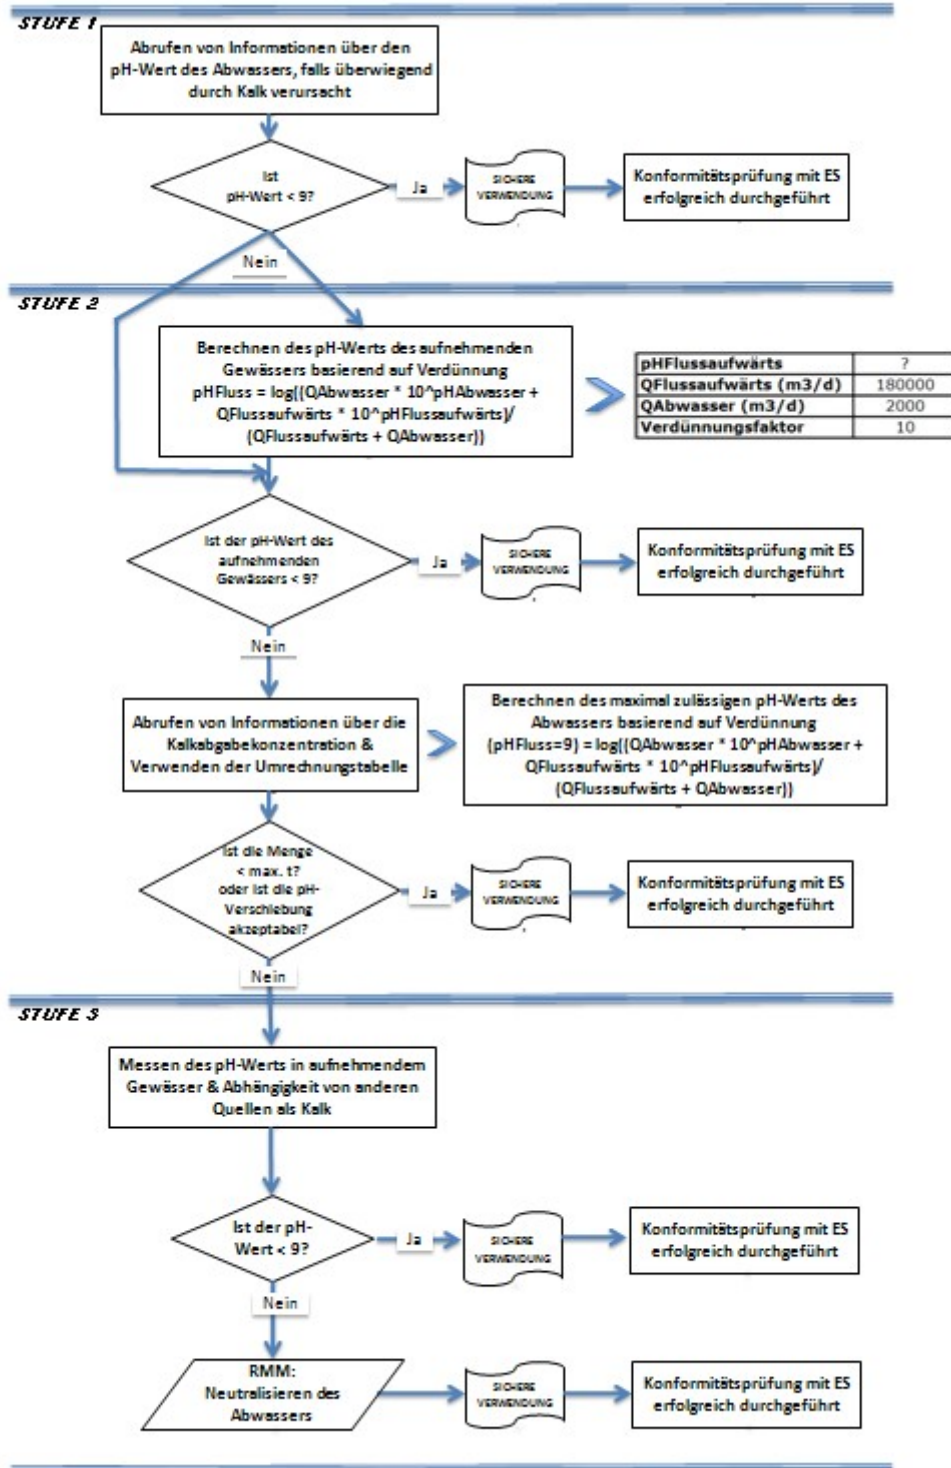 STUFE 1
Abrufen von Informationen über den
pH-Wert des Abwassers, falls überwiegend
durch Kalk verursacht
Ist
pH-Wert < 9?
Ja
SICHERE
VERWENDUNG
Konformitätsprüfung mit ES
erfolgreich durchgeführt
Nein
STUFE 2
Berechnen des pH-Werts des aufnehmenden
Gewässers basierend auf Verdünnung
pHFluss = log((QAbwasser * 10^pHAbwasser +
QFlussaufwärts * 10^pHFlussaufwärts)/
(QFlussaufwärts + QAbwasser))
pHFlussaufwärts ?
QFlussaufwärts (m3/d) 180000
QAbwasser (m3/d) 2000
Verdünnungsfaktor 10
Ist der pH-Wert des
aufnehmenden
Gewässers < 9?
Ja
SICHERE
VERWENDUNG
Konformitätsprüfung mit ES
erfolgreich durchgeführt
Nein
Abrufen von Informationen über die
Kalkabgabekonzentration &
Verwenden der Umrechnungstabelle
Berechnen des maximal zulässigen pH-Werts des
Abwassers basierend auf Verdünnung
(pHFluss=9) = log((QAbwasser * 10^pHAbwasser +
QFlussaufwärts * 10^pHFlussaufwärts)/
(QFlussaufwärts + QAbwasser))
Ist die Menge
< max. t?
oder ist die pH-
Verschiebung
akzeptabel?
Ja
SICHERE
VERWENDUNG
Konformitätsprüfung mit ES
erfolgreich durchgeführt
Nein
STUFE 3
Messen des pH-Werts in aufnehmendem
Gewässer & Abhängigkeit von anderen
Quellen als Kalk
Ist der pH-
Wert < 9?
Ja
SICHERE
VERWENDUNG
Konformitätsprüfung mit ES
erfolgreich durchgeführt
Nein
RMM:
Neutralisieren des
Abwassers
SICHERE
VERWENDUNG
Konformitätsprüfung mit ES
erfolgreich durchgeführt